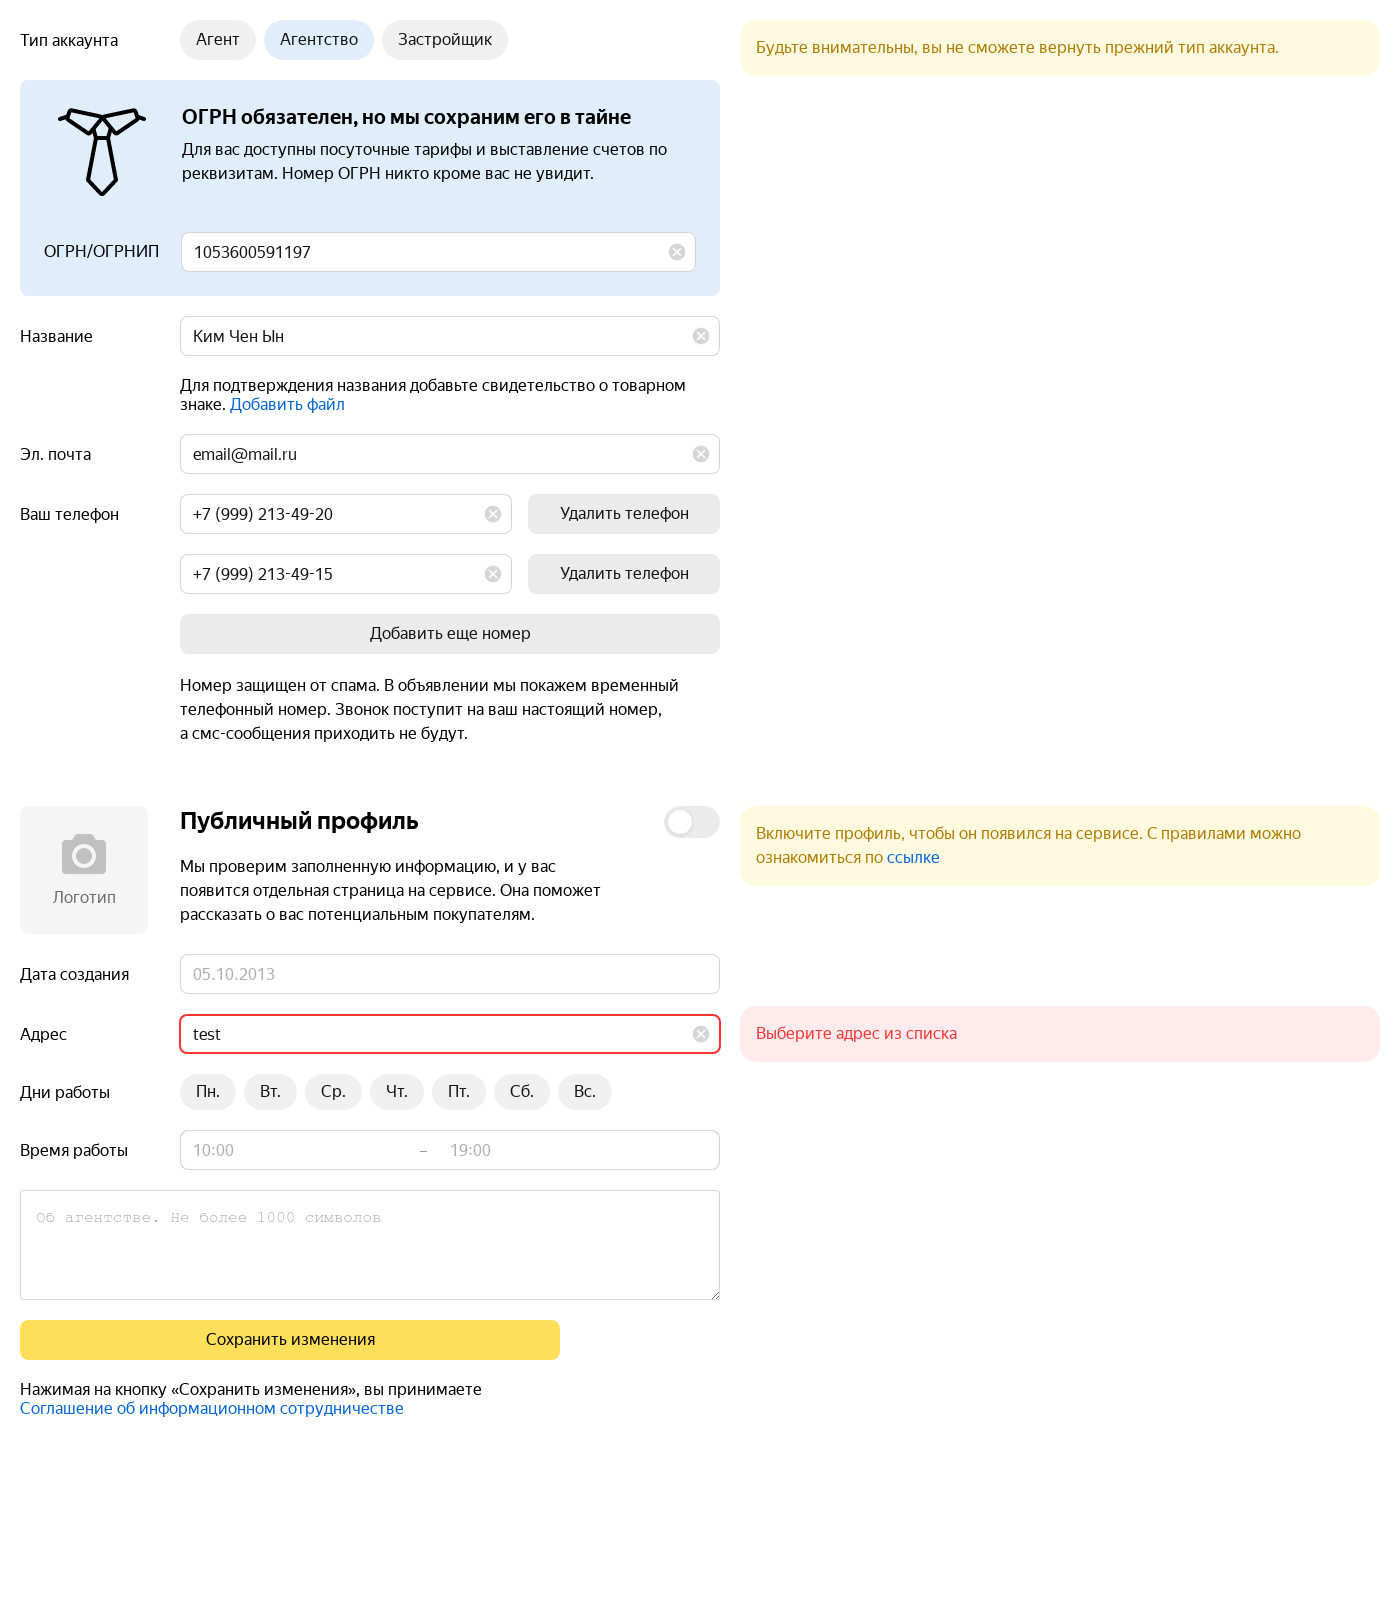 Тип аккаунта
Агент
Агентство
Застройщик
Будьте внимательны, вы не сможете вернуть прежний тип аккаунта.
ОГРН обязателен, но мы сохраним его в тайне
Для вас доступны посуточные тарифы и выставление счетов по
реквизитам. Номер ОГРН никто кроме вас не увидит.
ОГРН/ОГРНИП
1053600591197
Название
Ким Чен Ын
Для подтверждения названия добавьте свидетельство о товарном
знаке. Добавить файл
Эл. почта
email@mail.ru
Ваш телефон
+7 (999) 213-49-20
Удалить телефон
+7 (999) 213-49-15
Удалить телефон
Добавить еще номер
Номер защищен от спама. В объявлении мы покажем временный
телефонный номер. Звонок поступит на ваш настоящий номер,
а смс-сообщения приходить не будут.
Логотип
Публичный профиль
Мы проверим заполненную информацию, и у вас
появится отдельная страница на сервисе. Она поможет
рассказать о вас потенциальным покупателям.
Включите профиль, чтобы он появился на сервисе. С правилами можно
ознакомиться по ссылке
Дата создания
05.10.2013
Адрес
test
Выберите адрес из списка
Дни работы
Пн.
Вт.
Ср.
Чт.
Пт.
Сб.
Вс.
Время работы
10:00 – 19:00
Об агентстве. Не более 1000 символов
Сохранить изменения
Нажимая на кнопку «Сохранить изменения», вы принимаете
Соглашение об информационном сотрудничестве